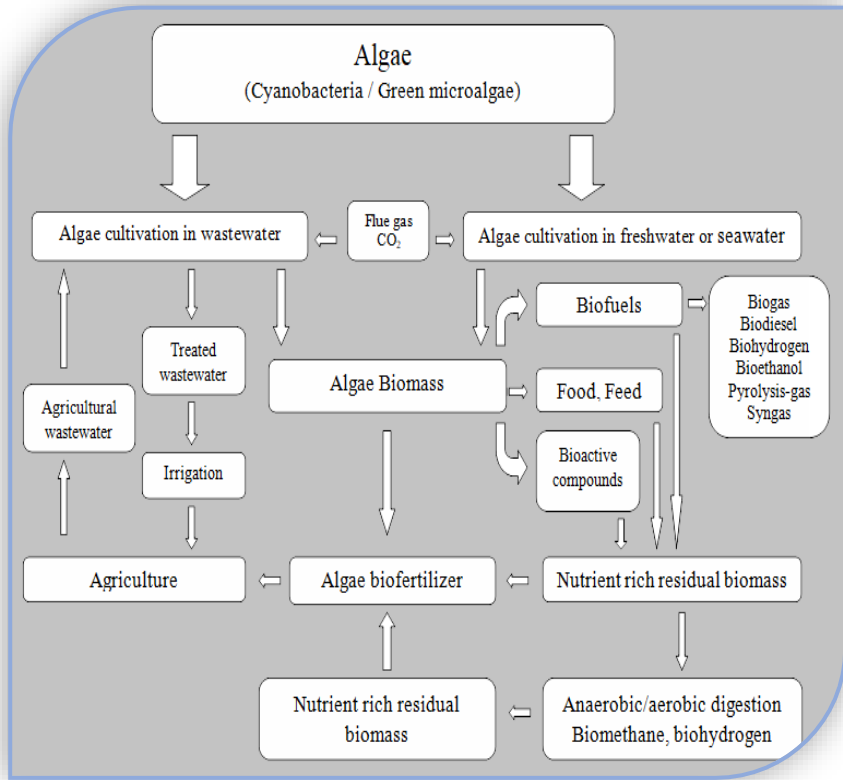 Algae
(Cyanobacteria / Green microalgae)
Algae cultivation in wastewater
Flue gas
CO₂
Algae cultivation in freshwater or seawater
Biofuels
Biogas
Biodiesel
Biohydrogen
Bioethanol
Pyrolysis-gas
Syngas
Treated
wastewater
Algae Biomass
Food, Feed
Agricultural
wastewater
Bioactive
compounds
Irrigation
Agriculture
Algae biofertilizer
Nutrient rich residual biomass
Nutrient rich residual
biomass
Anaerobic/aerobic digestion
Biomethane, biohydrogen